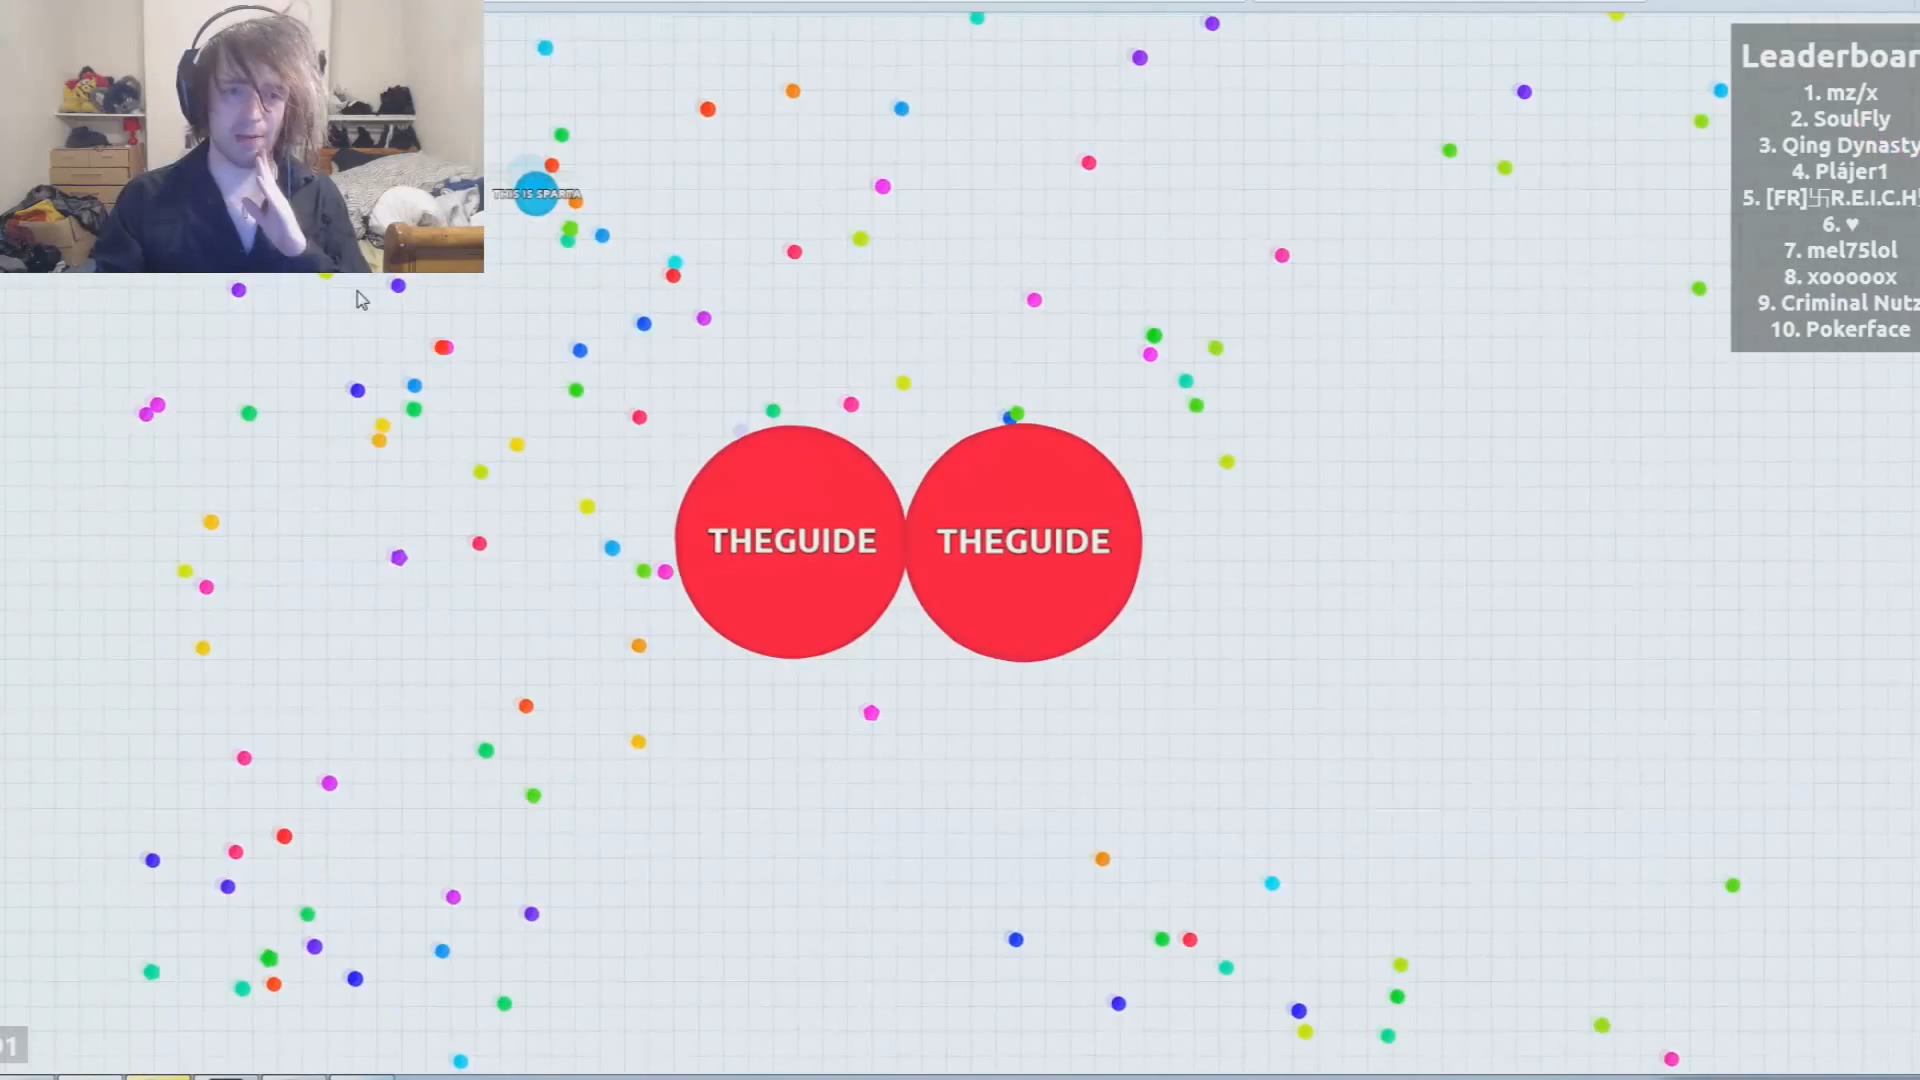 Leaderboar
1. mz/x
2. SoulFly
3. Qing Dynasty
4. Plájer1
5. [FR]卐R.E.I.C.H
6. ♥
7. mel75lol
8. xooooox
9. Criminal Nutz
10. Pokerface
THIS IS SPARTA
THEGUIDE
THEGUIDE
01